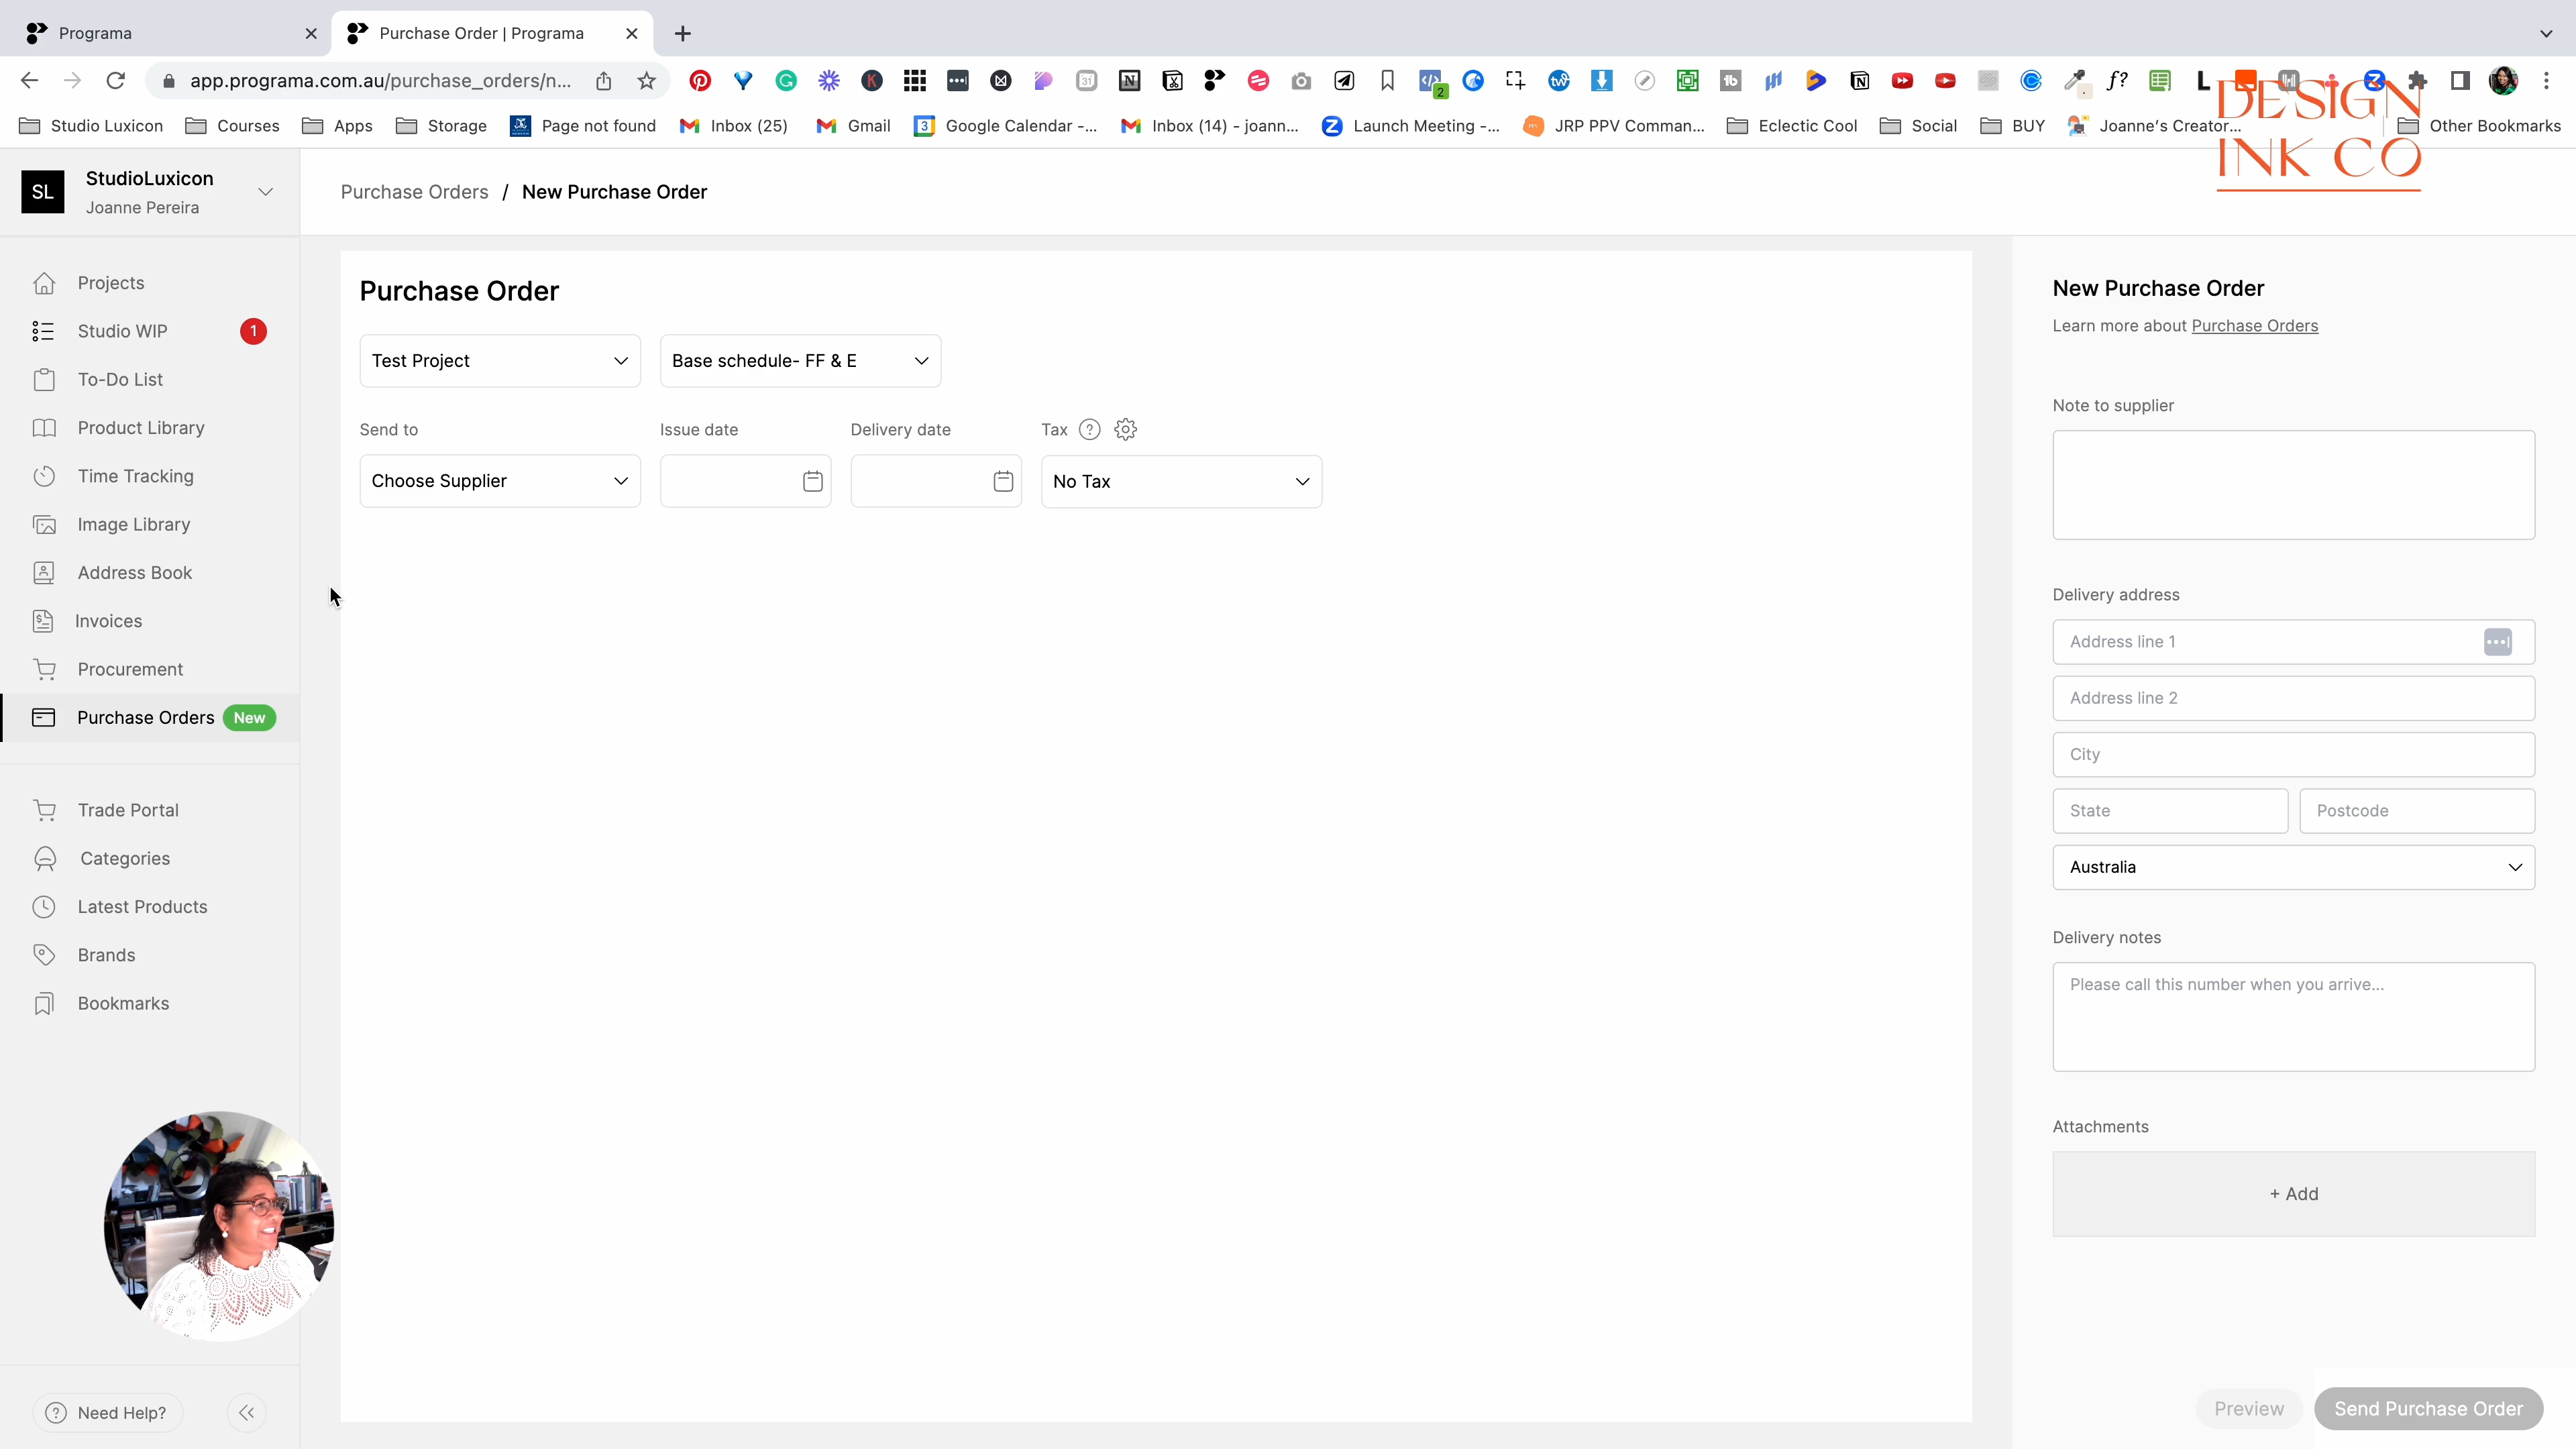 Programa
Purchase Order | Programa
app.programa.com.au/purchase_orders/n...
Studio Luxicon
Courses
Apps
Storage
Page not found
Inbox (25)
Gmail
Google Calendar -...
Inbox (14) - joann...
Launch Meeting -...
JRP PPV Comman...
Eclectic Cool
Social
BUY
Joanne's Creator...
Other Bookmarks
DESIGN
INK CO
SL
StudioLuxicon
Joanne Pereira
Purchase Orders / New Purchase Order
Projects
Studio WIP 1
To-Do List
Product Library
Time Tracking
Image Library
Address Book
Invoices
Procurement
Purchase Orders New
Trade Portal
Categories
Latest Products
Brands
Bookmarks
Need Help?
Purchase Order
Test Project
Base schedule- FF & E
Send to
Issue date
Delivery date
Tax
Choose Supplier
No Tax
New Purchase Order
Learn more about Purchase Orders
Note to supplier
Delivery address
Address line 1
Address line 2
City
State
Postcode
Australia
Delivery notes
Please call this number when you arrive...
Attachments
+ Add
Preview
Send Purchase Order